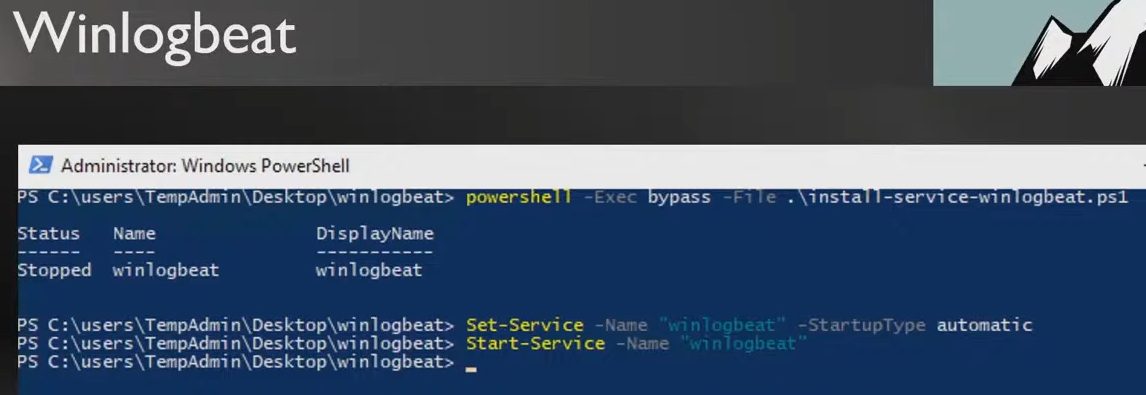 Winlogbeat
Administrator: Windows PowerShell
PS C:\users\TempAdmin\Desktop\winlogbeat> powershell -Exec bypass -File .\install-service-winlogbeat.ps1
Status   Name               DisplayName
------   ----               -----------
Stopped  winlogbeat         winlogbeat
PS C:\users\TempAdmin\Desktop\winlogbeat> Set-Service -Name "winlogbeat" -StartupType automatic
PS C:\users\TempAdmin\Desktop\winlogbeat> Start-Service -Name "winlogbeat"
PS C:\users\TempAdmin\Desktop\winlogbeat> _